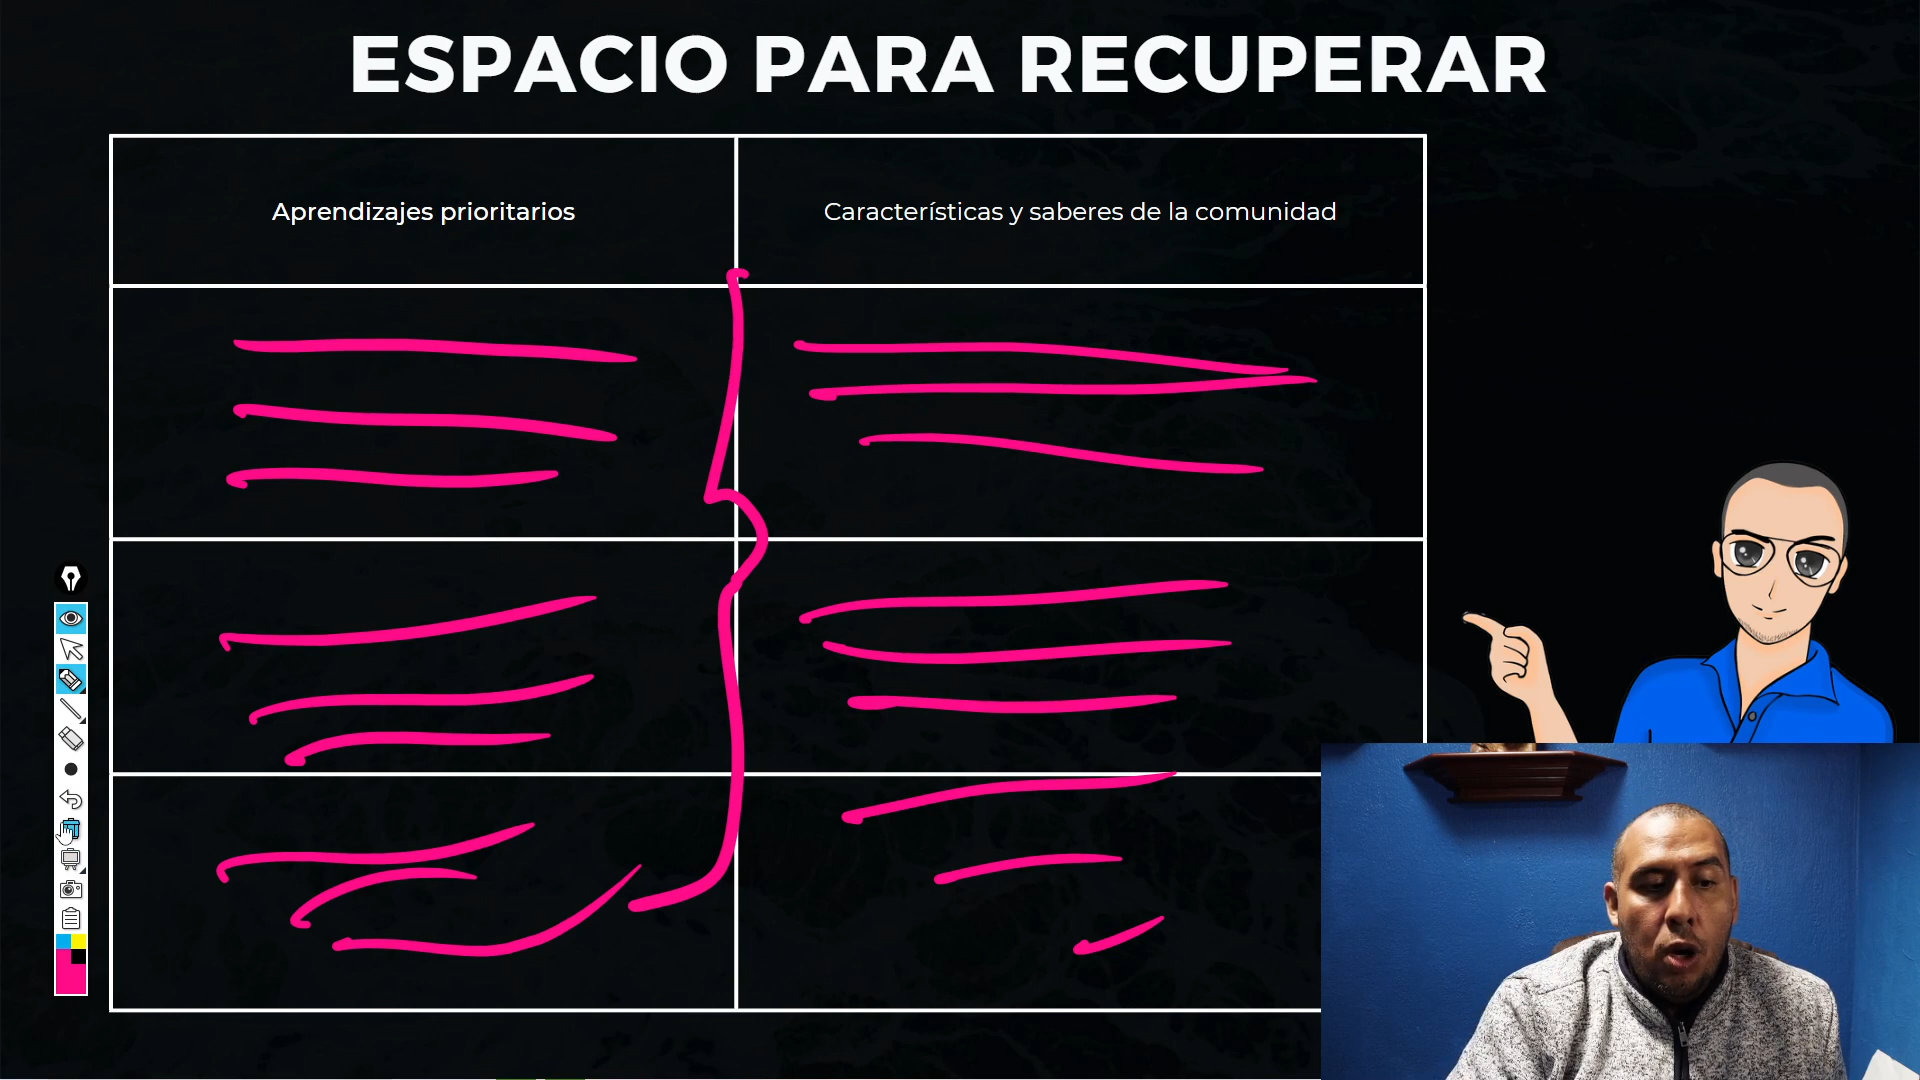 ESPACIO PARA RECUPERAR
Aprendizajes prioritarios
Características y saberes de la comunidad